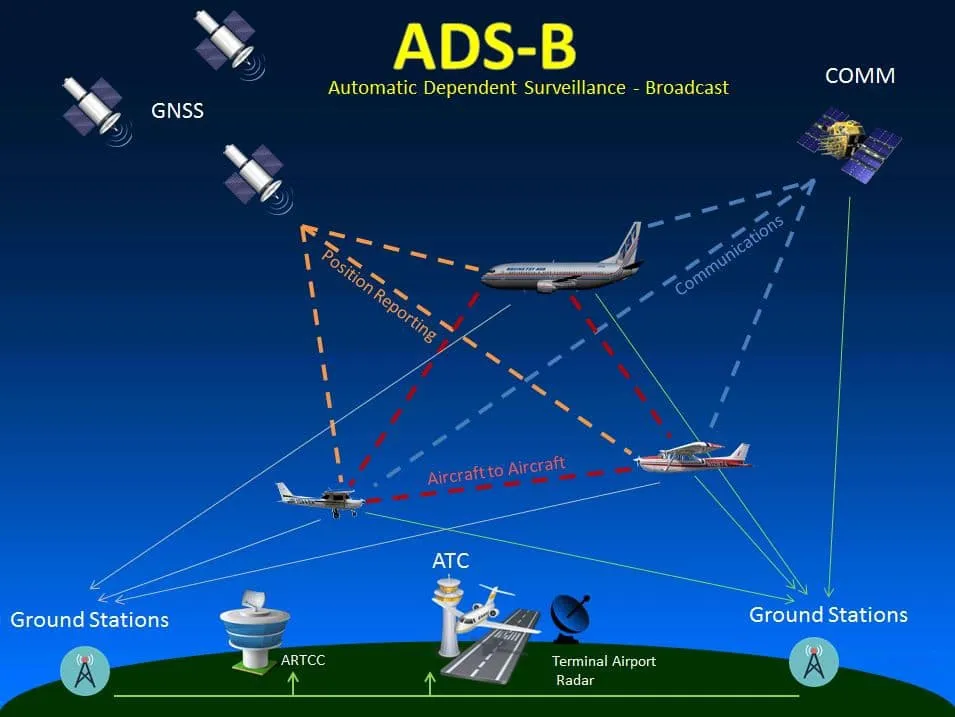 ADS-B
Automatic Dependent Surveillance - Broadcast
COMM
GNSS
Position Reporting
Communications
Aircraft to Aircraft
ATC
Ground Stations
Ground Stations
ARTCC
Terminal Airport
Radar